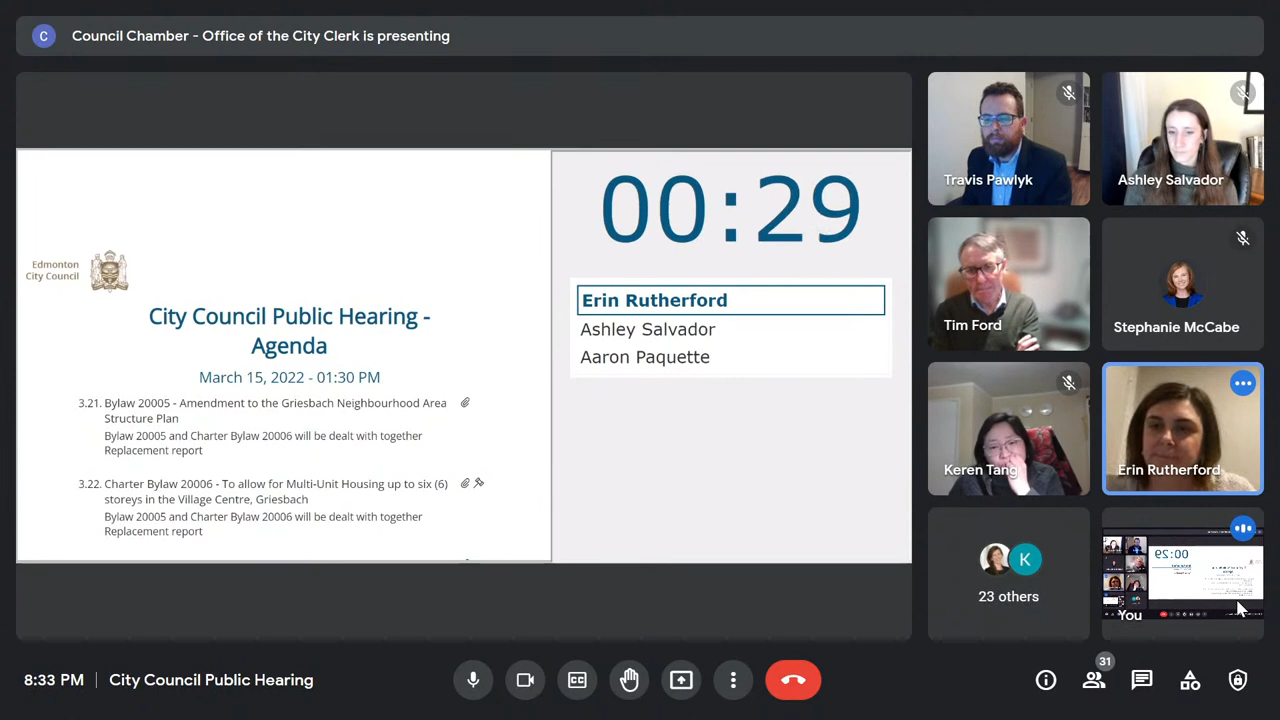 C
Council Chamber - Office of the City Clerk is presenting
Edmonton
City Council
City Council Public Hearing -
Agenda
March 15, 2022 - 01:30 PM
3.21. Bylaw 20005 - Amendment to the Griesbach Neighbourhood Area
Structure Plan
Bylaw 20005 and Charter Bylaw 20006 will be dealt with together
Replacement report
3.22. Charter Bylaw 20006 - To allow for Multi-Unit Housing up to six (6)
storeys in the Village Centre, Griesbach
Bylaw 20005 and Charter Bylaw 20006 will be dealt with together
Replacement report
00:29
Erin Rutherford
Ashley Salvador
Aaron Paquette
Travis Pawlyk
Ashley Salvador
Tim Ford
Stephanie McCabe
Keren Tang
Erin Rutherford
K
23 others
00:29
You
8:33 PM
City Council Public Hearing
31